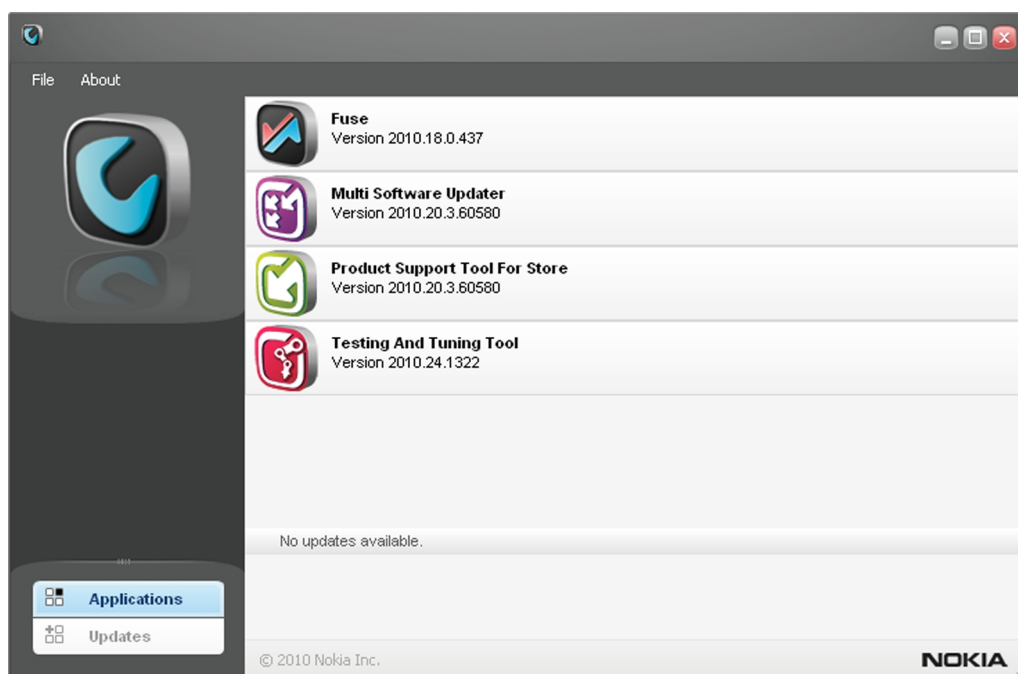 File About
Fuse
Version 2010.18.0.437
Multi Software Updater
Version 2010.20.3.60580
Product Support Tool For Store
Version 2010.20.3.60580
Testing And Tuning Tool
Version 2010.24.1322
No updates available.
Applications
Updates
© 2010 Nokia Inc.
NOKIA